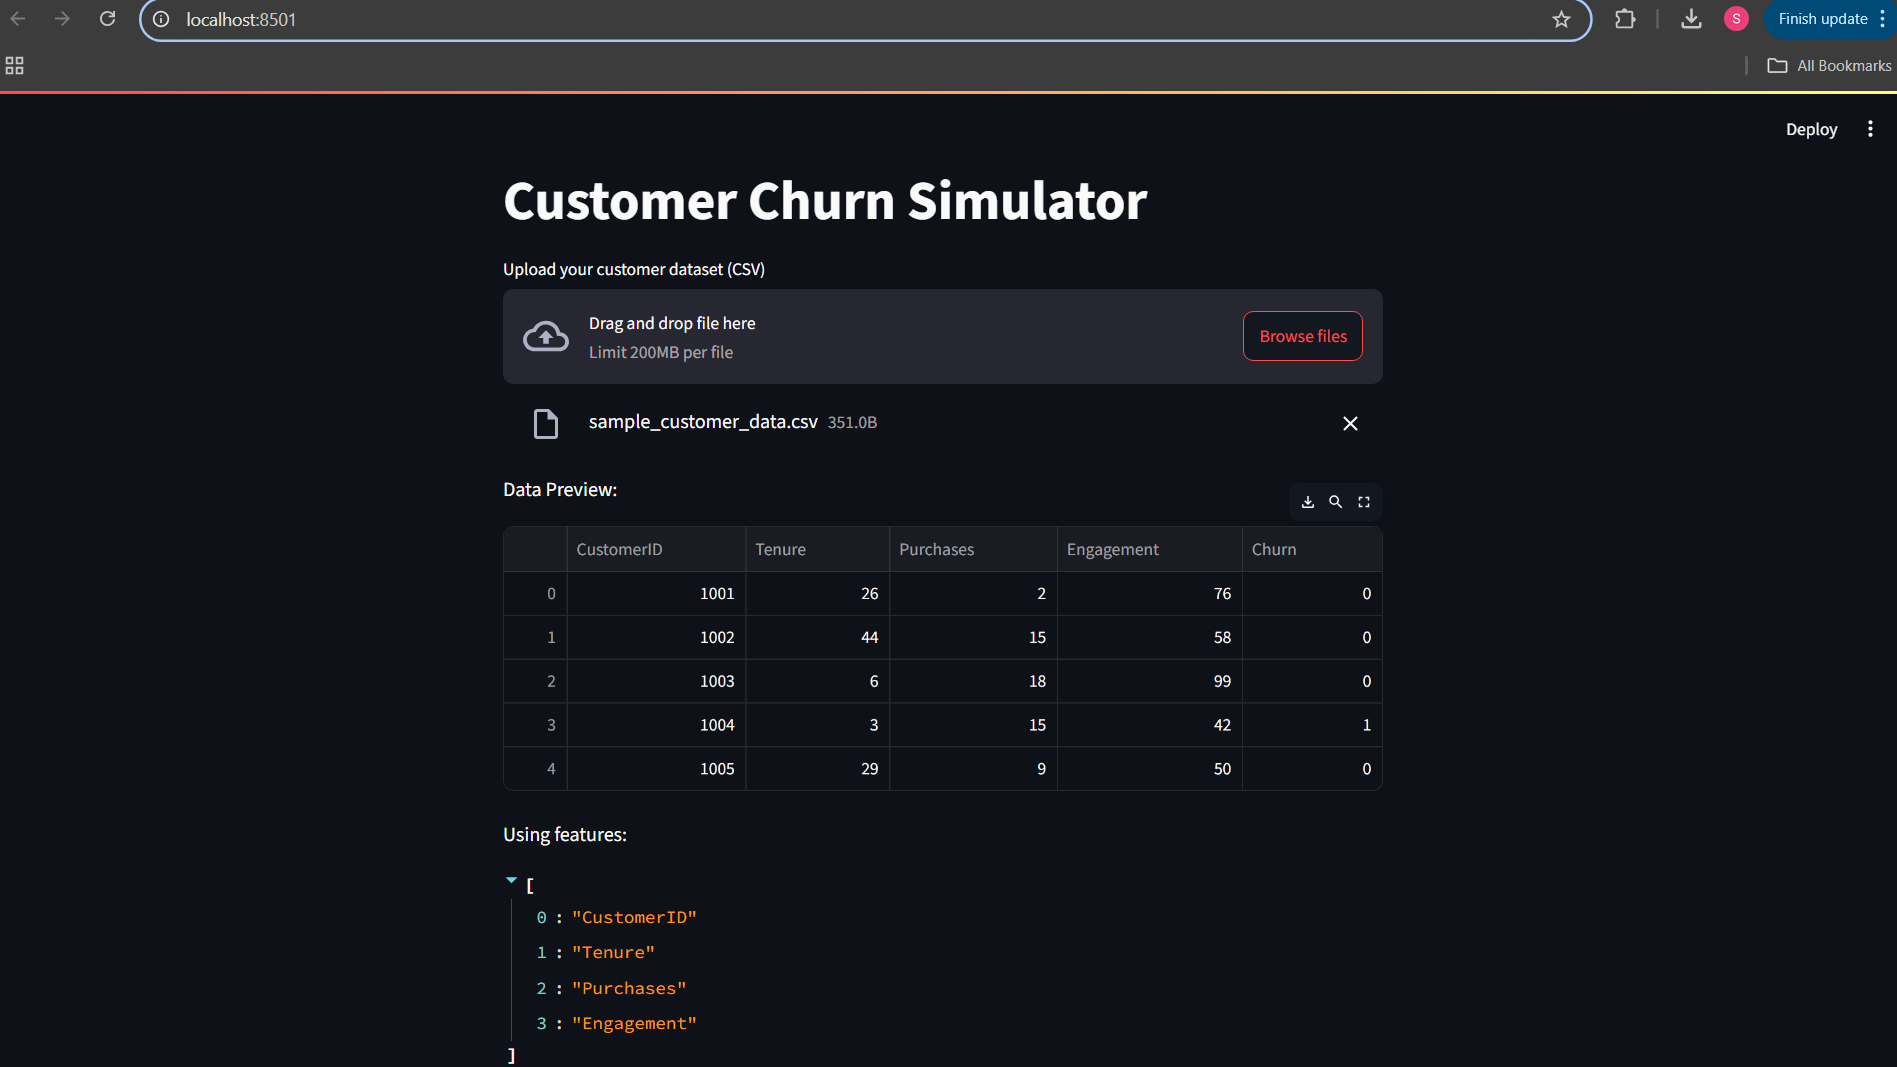 localhost:8501
S
Finish update
All Bookmarks
Deploy
Customer Churn Simulator
Upload your customer dataset (CSV)
Drag and drop file here
Limit 200MB per file
Browse files
sample_customer_data.csv 351.0B
Data Preview:
CustomerID Tenure Purchases Engagement Churn
0 1001 26 2 76 0
1 1002 44 15 58 0
2 1003 6 18 99 0
3 1004 3 15 42 1
4 1005 29 9 50 0
Using features:
[
0 : "CustomerID"
1 : "Tenure"
2 : "Purchases"
3 : "Engagement"
]